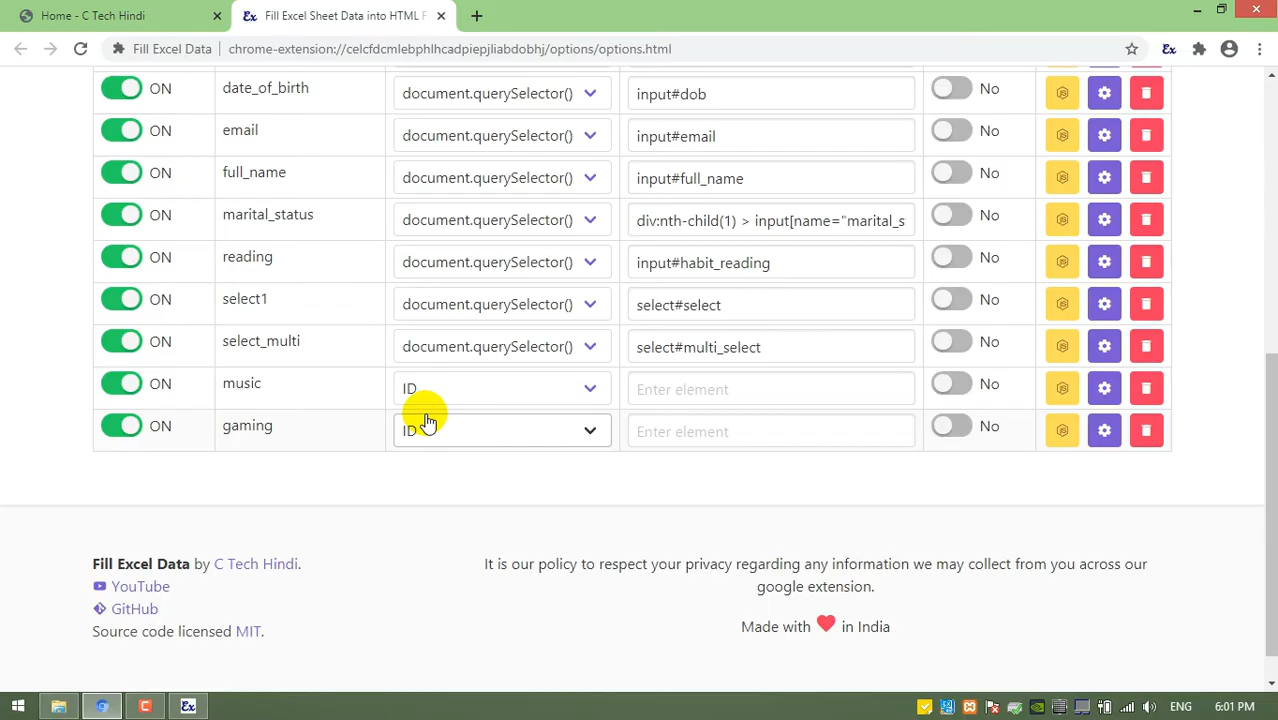 Home - C Tech Hindi
Fill Excel Sheet Data into HTML F
Fill Excel Data
chrome-extension://celcfdcmlebphlhcadpiepjliabdobhj/options/options.html
ON date_of_birth document.querySelector() input#dob No
ON email document.querySelector() input#email No
ON full_name document.querySelector() input#full_name No
ON marital_status document.querySelector() div:nth-child(1) > input[name="marital_s No
ON reading document.querySelector() input#habit_reading No
ON select1 document.querySelector() select#select No
ON select_multi document.querySelector() select#multi_select No
ON music ID Enter element No
ON gaming ID Enter element No
Fill Excel Data by C Tech Hindi.
YouTube
GitHub
Source code licensed MIT.
It is our policy to respect your privacy regarding any information we may collect from you across our
google extension.
Made with in India
ENG 6:01 PM